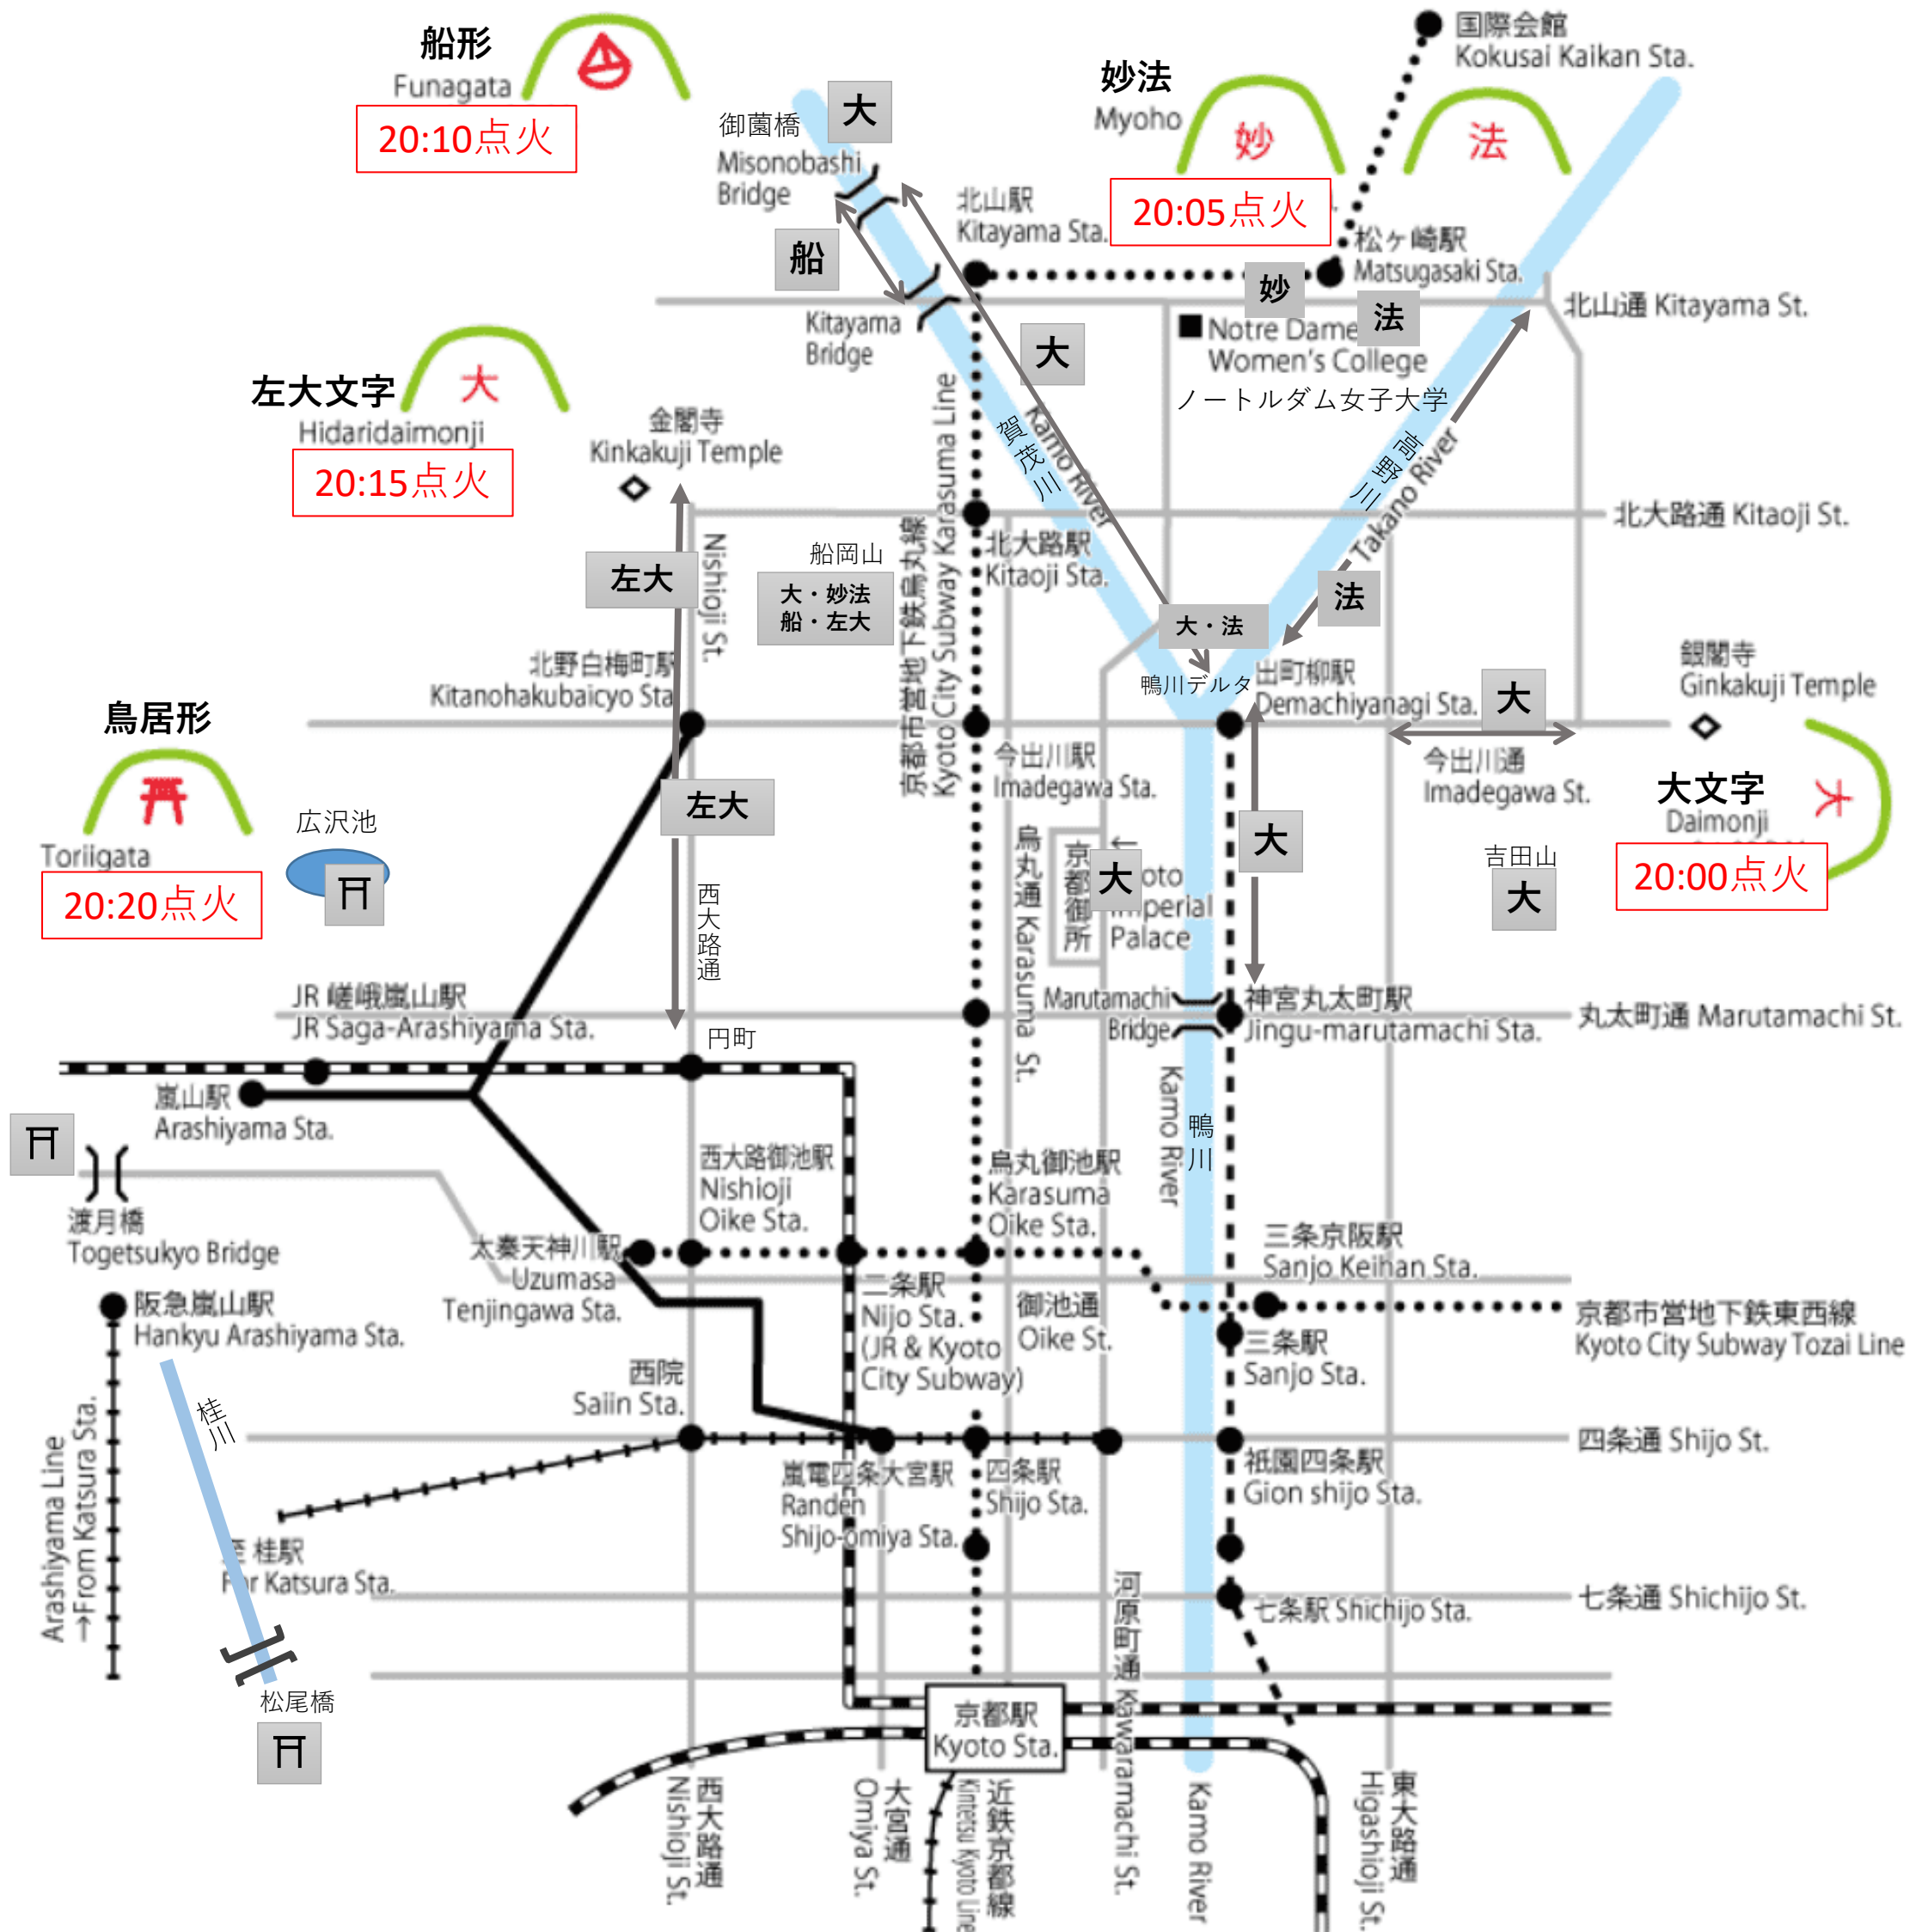 国際会館
Kokusai Kaikan Sta.
船形
Funagata
20:10点火
妙法
Myoho
妙
法
20:05点火
大
御薗橋
Misonobashi
Bridge
北山駅
Kitayama Sta.
松ヶ崎駅
Matsugasaki Sta.
船
妙
法
北山通 Kitayama St.
Kitayama
Bridge
大
Notre Dame
Women's College
ノートルダム女子大学
左大文字
大
Hidaridaimonji
20:15点火
金閣寺
Kinkakuji Temple
賀茂川
Kamo River
高野川
Takano River
京都市営地下鉄烏丸線
Kyoto City Subway Karasuma Line
北大路通 Kitaoji St.
北大路駅
Kitaoji Sta.
左大
Nishioji St.
船岡山
大・妙法
船・左大
法
大・法
鴨川デルタ
出町柳駅
Demachiyanagi Sta.
北野白梅町駅
Kitanohakubaicyo Sta
大
銀閣寺
Ginkakuji Temple
鳥居形
Toriigata
20:20点火
広沢池
左大
西大路通
今出川駅
Imadegawa Sta.
今出川通
Imadegawa St.
大文字
大
Daimonji
20:00点火
吉田山
大
大
烏丸通 Karasuma St.
京都御所
←
大
oto
Imperial
Palace
JR 嵯峨嵐山駅
JR Saga-Arashiyama Sta.
円町
Marutamachi
Bridge
神宮丸太町駅
Jingu-marutamachi Sta.
丸太町通 Marutamachi St.
嵐山駅
Arashiyama Sta.
Kamo River
鴨川
渡月橋
Togetsukyo Bridge
西大路御池駅
Nishioji
Oike Sta.
烏丸御池駅
Karasuma
Oike Sta.
太秦天神川駅
Uzumasa
Tenjingawa Sta.
三条京阪駅
Sanjo Keihan Sta.
二条駅
Nijo Sta.
(JR & Kyoto
City Subway)
御池通
Oike St.
京都市営地下鉄東西線
Kyoto City Subway Tozai Line
三条駅
Sanjo Sta.
阪急嵐山駅
Hankyu Arashiyama Sta.
桂川
西院
Saiin Sta.
四条通 Shijo St.
嵐電四条大宮駅
Randen
Shijo-omiya Sta.
四条駅
Shijo Sta.
祇園四条駅
Gion shijo Sta.
Arashiyama Line
→From Katsura Sta.
至 桂駅
For Katsura Sta.
七条通 Shichijo St.
七条駅 Shichijo Sta.
河原町通 Kawaramachi St.
松尾橋
京都駅
Kyoto Sta.
西大路通
Nishioji St.
大宮通
Omiya St.
近鉄京都線
Kintetsu Kyoto Line
Kamo River
東大路通
Higashioji St.